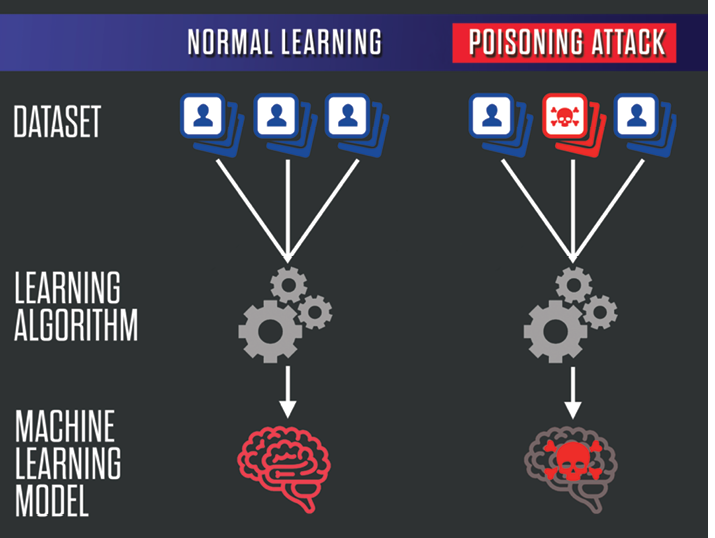 NORMAL LEARNING
POISONING ATTACK
DATASET
LEARNING
ALGORITHM
MACHINE
LEARNING
MODEL